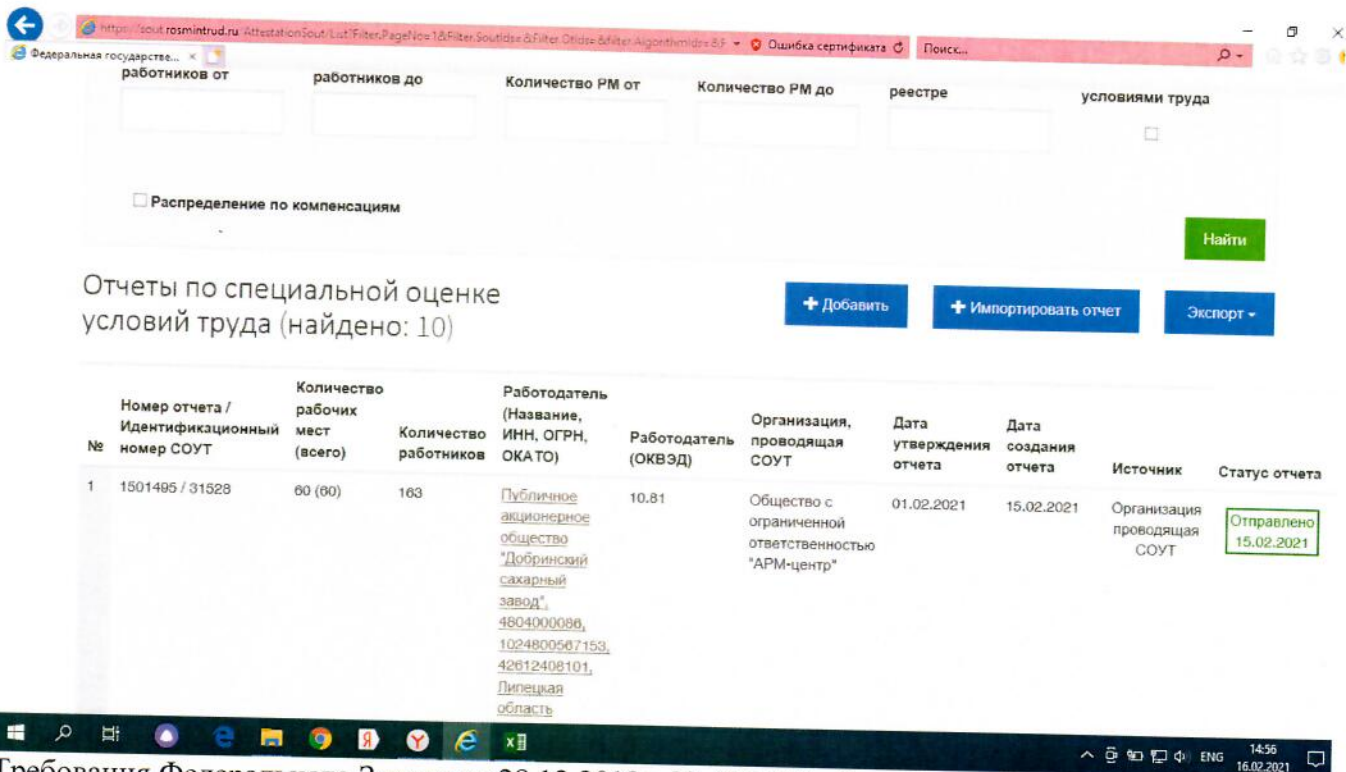 https://sout.rosmintrud.ru/AttestationSout/List?Filter.PageNo=1&Filter.SoutIds=&Filter.OtIds=&filter.AlgorithmIds=&F
Ошибка сертификата
Поиск...
Федеральная государстве...
работников от
работников до
Количество РМ от
Количество РМ до
реестре
условиями труда
Распределение по компенсациям
Найти
Отчеты по специальной оценке
условий труда (найдено: 10)
+ Добавить
+ Импортировать отчет
Экспорт
№
Номер отчета /
Идентификационный
номер СОУТ
Количество
рабочих
мест
(всего)
Количество
работников
Работодатель
(Название,
ИНН, ОГРН,
ОКАТО)
Работодатель
(ОКВЭД)
Организация,
проводящая
СОУТ
Дата
утверждения
отчета
Дата
создания
отчета
Источник
Статус отчета
1
1501495 / 31528
60 (60)
163
Публичное
акционерное
общество
"Добринский
сахарный
завод",
4804000086,
1024800567153,
42612408101,
Липецкая
область
10.81
Общество с
ограниченной
ответственностью
"АРМ-центр"
01.02.2021
15.02.2021
Организация
проводящая
СОУТ
Отправлено
15.02.2021
ENG
14:56
16.02.2021
Требования Федерального